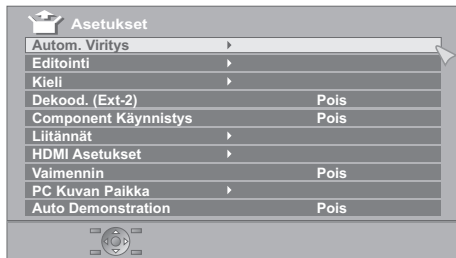 Asetukset
Autom. Viritys
Editointi
Kieli
Dekood. (Ext-2) Pois
Component Käynnistys Pois
Liitännät
HDMI Asetukset
Vaimennin Pois
PC Kuvan Paikka
Auto Demonstration Pois